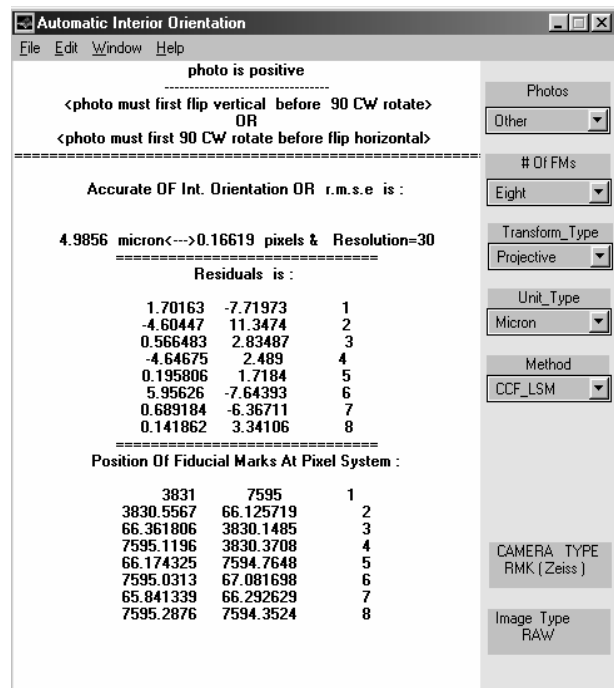 Automatic Interior Orientation
File Edit Window Help
photo is positive
--------------------------------
<photo must first flip vertical before 90 CW rotate>
OR
<photo must first 90 CW rotate before flip horizontal>
====================================================
Accurate OF Int. Orientation OR r.m.s.e is :
4.9856 micron<--->0.16619 pixels & Resolution=30
==============================
Residuals is :
1.70163 -7.71973 1
-4.60447 11.3474 2
0.566483 2.83487 3
-4.64675 2.489 4
0.195806 1.7184 5
5.95626 -7.64393 6
0.689184 -6.36711 7
0.141862 3.34106 8
==============================
Position Of Fiducial Marks At Pixel System :
3831 7595 1
3830.5567 66.125719 2
66.361806 3830.1485 3
7595.1196 3830.3708 4
66.174325 7594.7648 5
7595.0313 67.081698 6
65.841339 66.292629 7
7595.2876 7594.3524 8
Photos
Other
# Of FMs
Eight
Transform_Type
Projective
Unit_Type
Micron
Method
CCF_LSM
CAMERA TYPE
RMK ( Zeiss )
Image Type
RAW